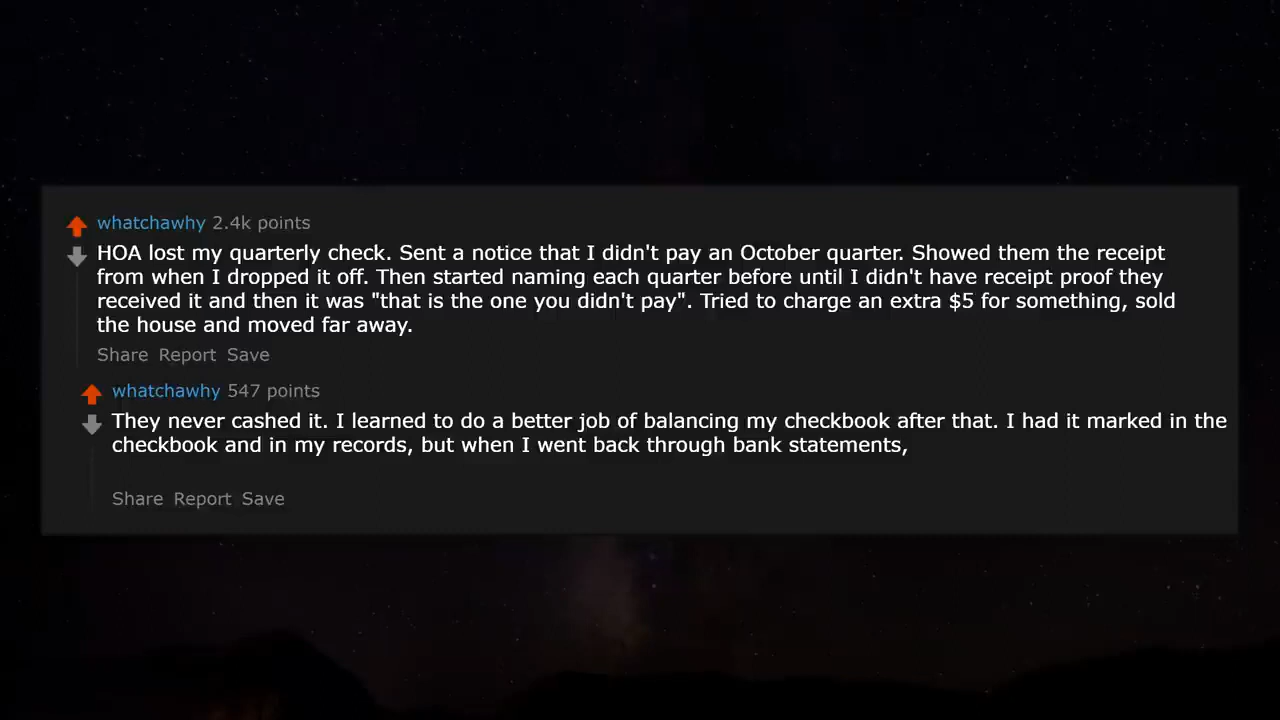 whatchawhy 2.4k points
HOA lost my quarterly check. Sent a notice that I didn't pay an October quarter. Showed them the receipt
from when I dropped it off. Then started naming each quarter before until I didn't have receipt proof they
received it and then it was "that is the one you didn't pay". Tried to charge an extra $5 for something, sold
the house and moved far away.
Share Report Save
whatchawhy 547 points
They never cashed it. I learned to do a better job of balancing my checkbook after that. I had it marked in the
checkbook and in my records, but when I went back through bank statements,
Share Report Save